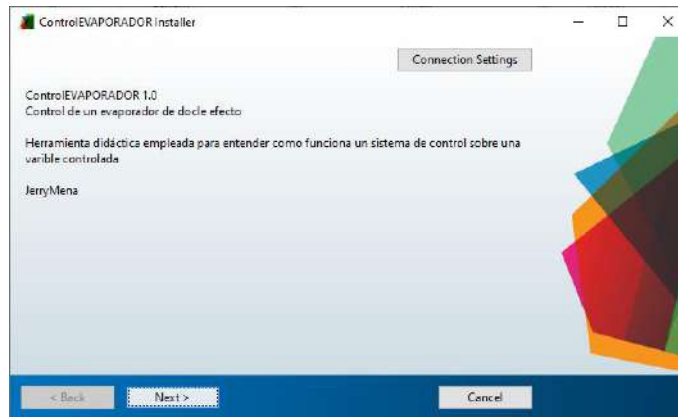 ControlEVAPORADOR Installer
Connection Settings
ControlEVAPORADOR 1.0
Control de un evaporador de docle efecto
Herramienta didáctica empleada para entender como funciona un sistema de control sobre una
varible controlada
JerryMena
< Back
Next >
Cancel